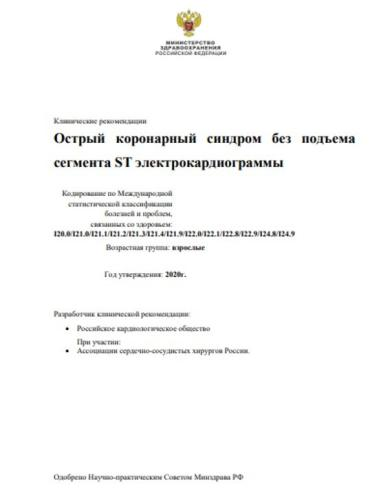 МИНИСТЕРСТВО
ЗДРАВООХРАНЕНИЯ
РОССИЙСКОЙ ФЕДЕРАЦИИ
Клинические рекомендации
Острый коронарный синдром без подъема
сегмента ST электрокардиограммы
Кодирование по Международной
статистической классификации
болезней и проблем,
связанных со здоровьем:
I20.0/I21.0/I21.1/I21.2/I21.3/I21.4/I21.9/I22.0/I22.1/I22.8/I22.9/I24.8/I24.9
Возрастная группа: взрослые
Год утверждения: 2020г.
Разработчик клинической рекомендации:
• Российское кардиологическое общество
При участии:
• Ассоциации сердечно-сосудистых хирургов России.
Одобрено Научно-практическим Советом Минздрава РФ